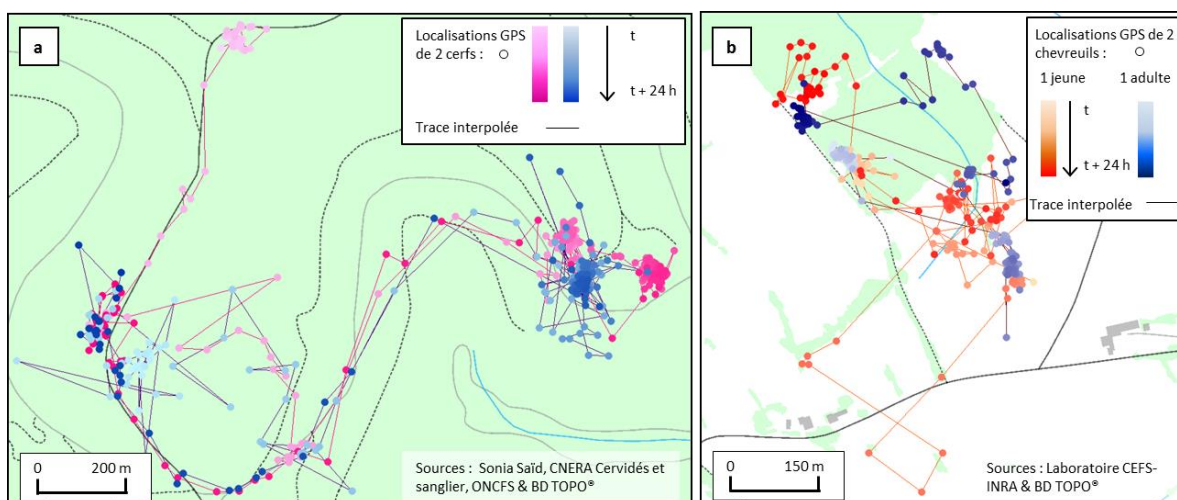 a
Localisations GPS
de 2 cerfs :
t
t + 24 h
Trace interpolée
0 200 m
Sources : Sonia Saïd, CNERA Cervidés et
sanglier, ONCFS & BD TOPO®
b
Localisations GPS de 2
chevreuils :
1 jeune 1 adulte
t
t + 24 h
Trace interpolée
0 150 m
Sources : Laboratoire CEFS-
INRA & BD TOPO®